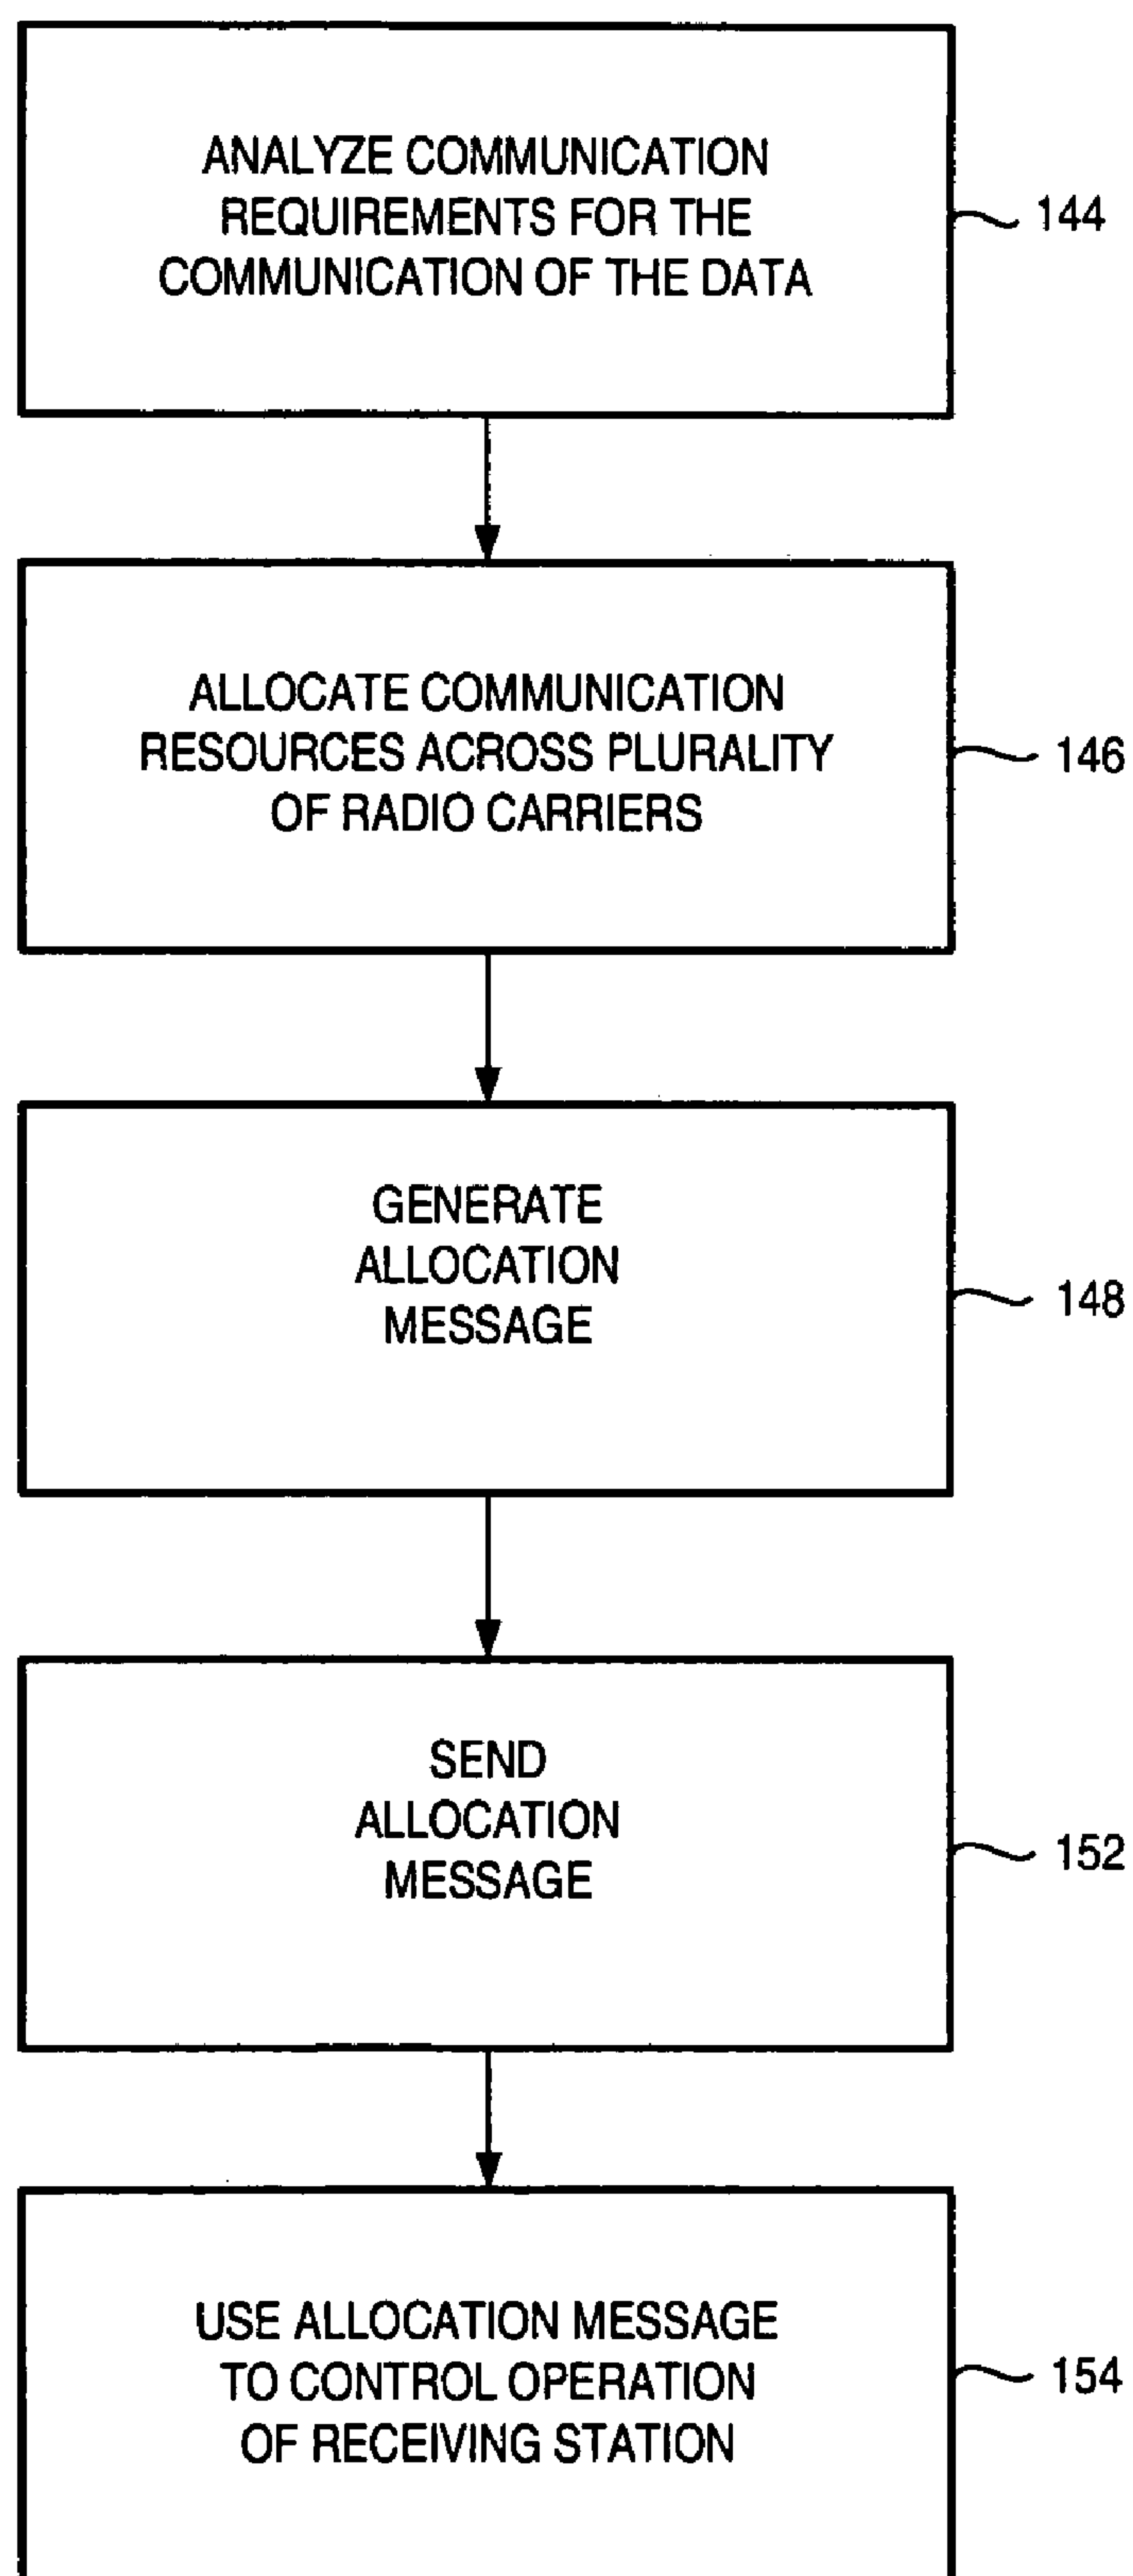 ANALYZE COMMUNICATION
REQUIREMENTS FOR THE
COMMUNICATION OF THE DATA
144
ALLOCATE COMMUNICATION
RESOURCES ACROSS PLURALITY
OF RADIO CARRIERS
146
GENERATE
ALLOCATION
MESSAGE
148
SEND
ALLOCATION
MESSAGE
152
USE ALLOCATION MESSAGE
TO CONTROL OPERATION
OF RECEIVING STATION
154